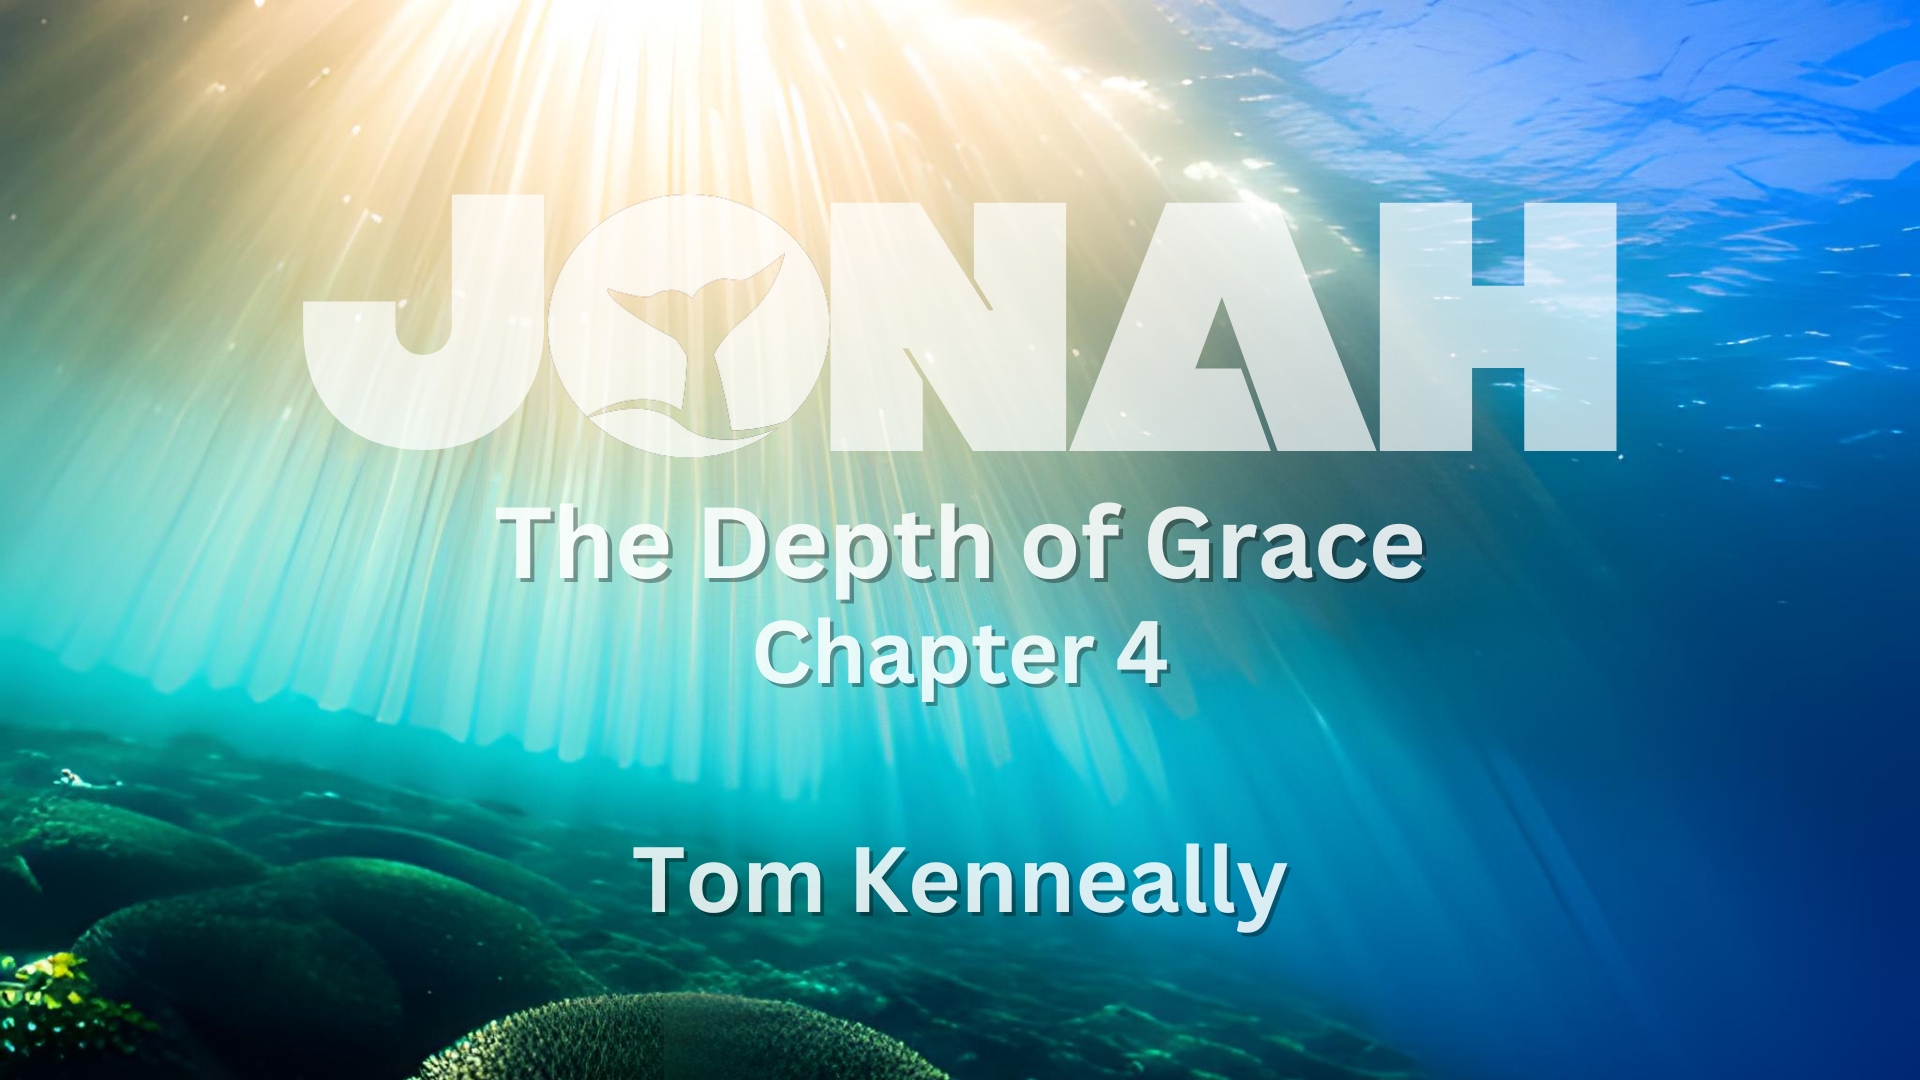 JONAH
The Depth of Grace
Chapter 4
Tom Kenneally